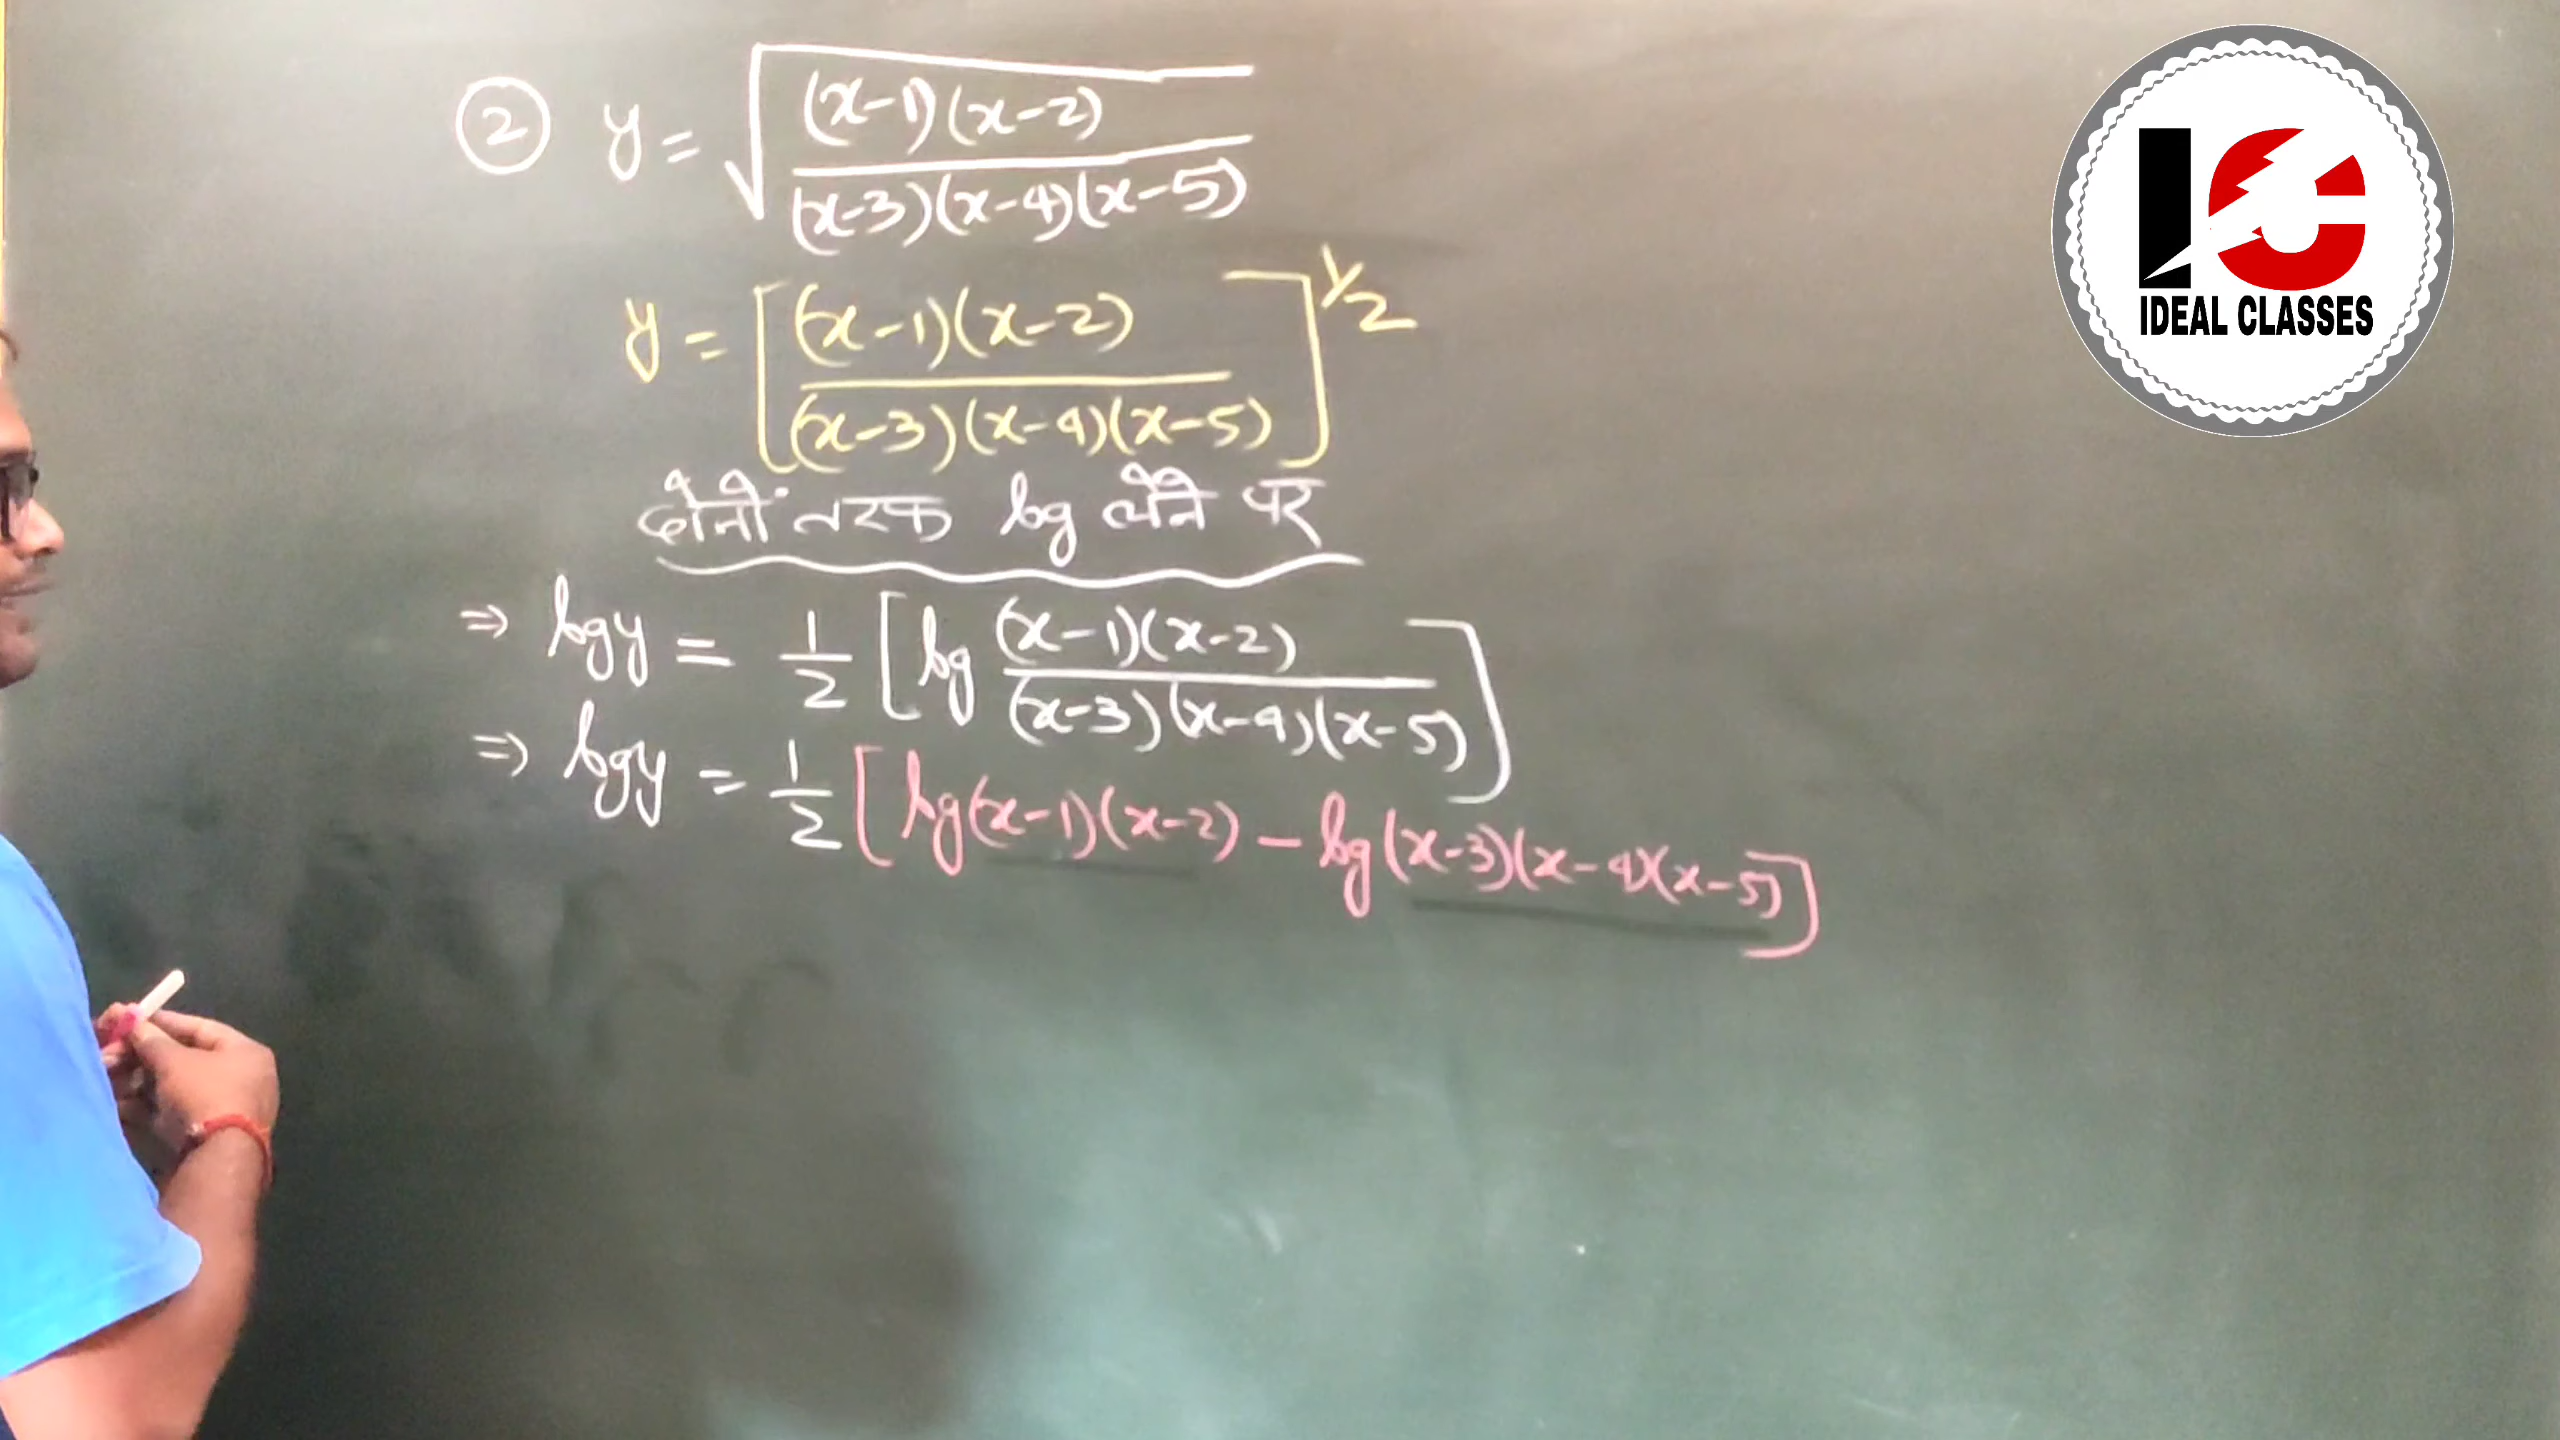 ② y = √((x-1)(x-2) / (x-3)(x-4)(x-5))
y = [(x-1)(x-2) / (x-3)(x-4)(x-5)]^1/2
दोनों तरफ log लेने पर
⇒ log y = 1/2 [log (x-1)(x-2) / (x-3)(x-4)(x-5)]
⇒ log y = 1/2 [log(x-1)(x-2) - log(x-3)(x-4)(x-5)]
IC
IDEAL CLASSES